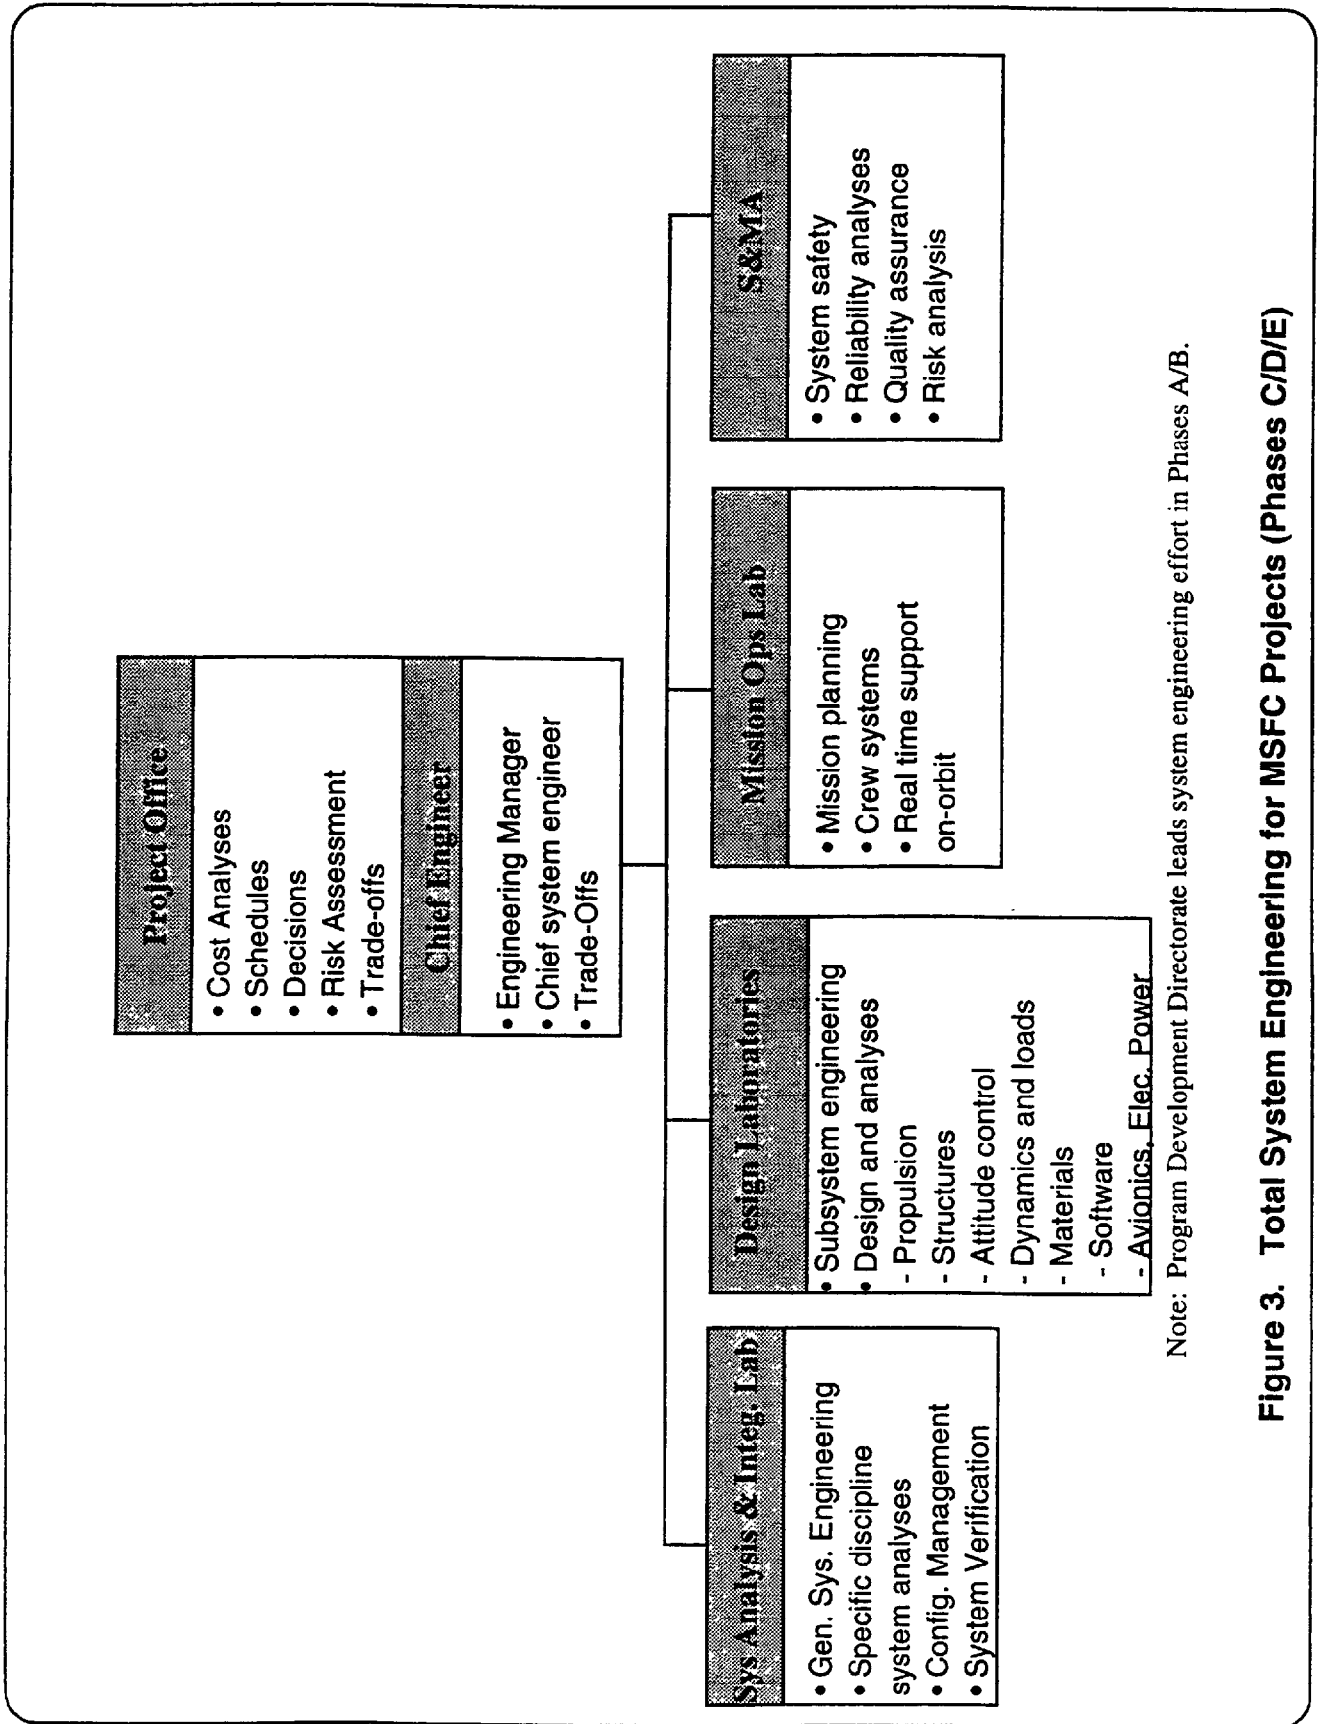 Project Office
• Cost Analyses
• Schedules
• Decisions
• Risk Assessment
• Trade-offs
Chief Engineer
• Engineering Manager
• Chief system engineer
• Trade-Offs
Sys Analysis & Integ. Lab
• Gen. Sys. Engineering
• Specific discipline
system analyses
• Config. Management
• System Verification
Design Laboratories
• Subsystem engineering
• Design and analyses
- Propulsion
- Structures
- Attitude control
- Dynamics and loads
- Materials
- Software
- Avionics, Elec. Power
Mission Ops Lab
• Mission planning
• Crew systems
• Real time support
on-orbit
S&MA
• System safety
• Reliability analyses
• Quality assurance
• Risk analysis
Note: Program Development Directorate leads system engineering effort in Phases A/B.
Figure 3. Total System Engineering for MSFC Projects (Phases C/D/E)